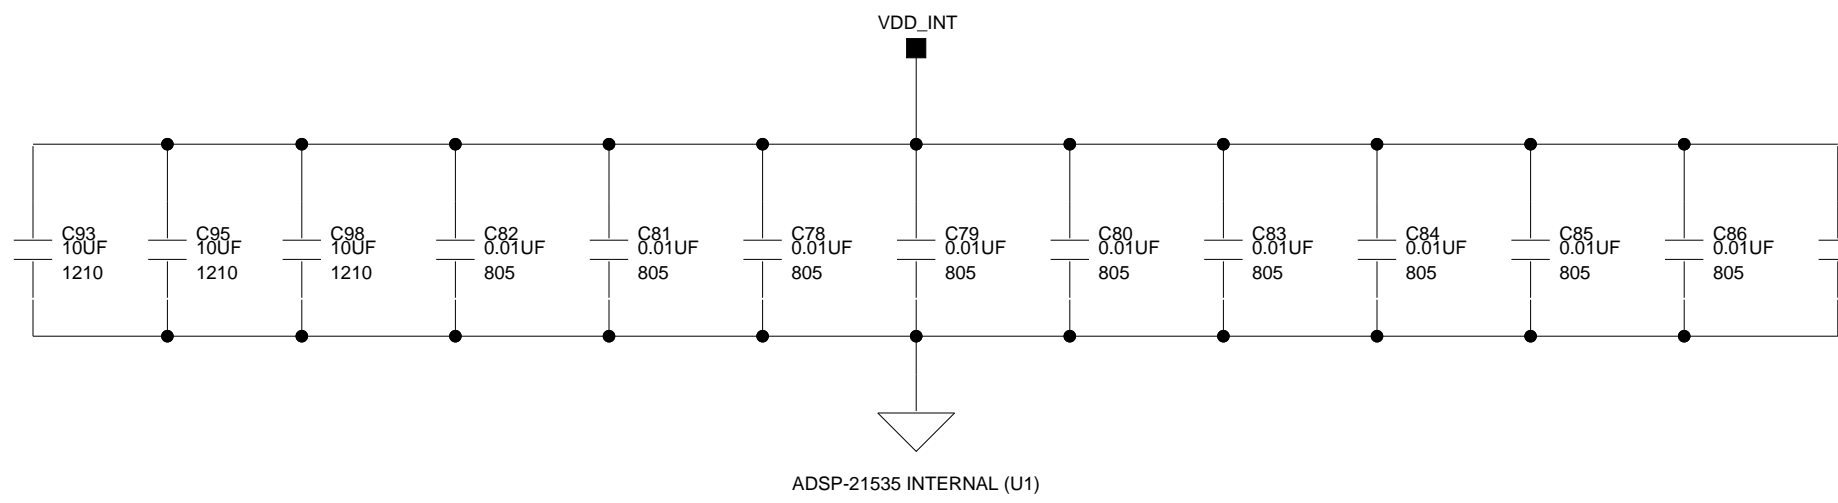 VDD_INT
C93
10UF
1210
C95
10UF
1210
C98
10UF
1210
C82
0.01UF
805
C81
0.01UF
805
C78
0.01UF
805
C79
0.01UF
805
C80
0.01UF
805
C83
0.01UF
805
C84
0.01UF
805
C85
0.01UF
805
C86
0.01UF
805
ADSP-21535 INTERNAL (U1)